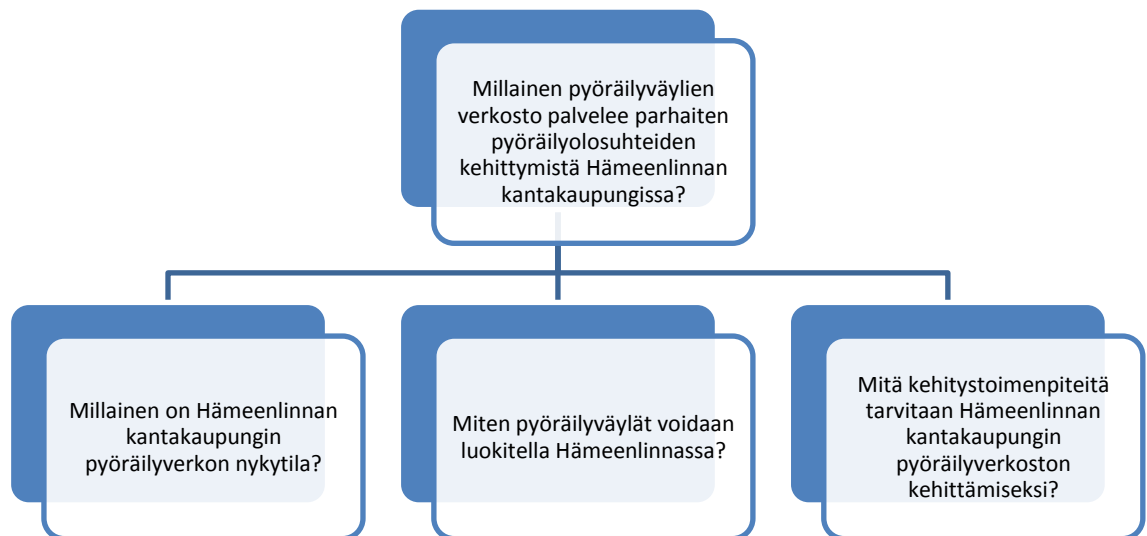 Millainen pyöräilyväylien
verkosto palvelee parhaiten
pyöräilyolosuhteiden
kehittymistä Hämeenlinnan
kantakaupungissa?
Millainen on Hämeenlinnan
kantakaupungin
pyöräilyverkon nykytila?
Miten pyöräilyväylät voidaan
luokitella Hämeenlinnassa?
Mitä kehitystoimenpiteitä
tarvitaan Hämeenlinnan
kantakaupungin
pyöräilyverkoston
kehittämiseksi?